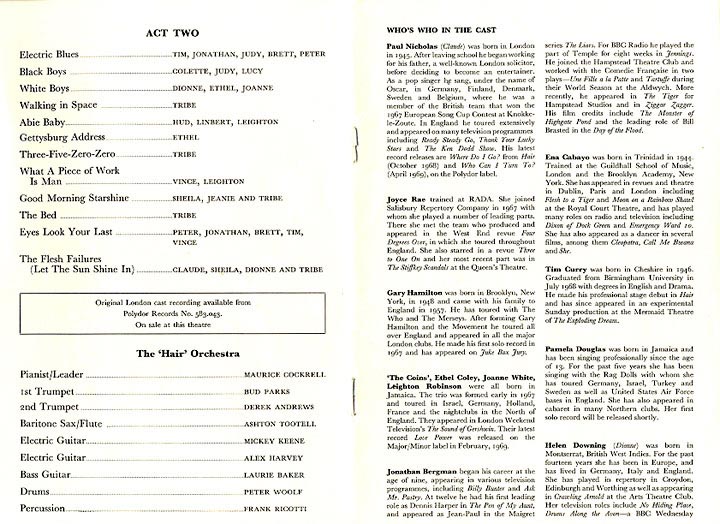 ACT TWO
Electric Blues TIM, JONATHAN, JUDY, BRETT, PETER
Black Boys COLETTE, JUDY, LUCY
White Boys DIONNE, ETHEL, JOANNE
Walking in Space TRIBE
Abie Baby HUD, LINBERT, LEIGHTON
Gettysburg Address ETHEL
Three-Five-Zero-Zero TRIBE
What A Piece of Work
Is Man VINCE, LEIGHTON
Good Morning Starshine SHEILA, JEANIE AND TRIBE
The Bed TRIBE
Eyes Look Your Last PETER, JONATHAN, BRETT, TIM,
VINCE
The Flesh Failures
(Let The Sun Shine In) CLAUDE, SHEILA, DIONNE AND TRIBE
Original London cast recording available from
Polydor Records No. 583.043.
On sale at this theatre
The 'Hair' Orchestra
Pianist/Leader MAURICE COCKRELL
1st Trumpet BUD PARKS
2nd Trumpet DEREK ANDREWS
Baritone Sax/Flute ASHTON TOOTELL
Electric Guitar MICKEY KEENE
Electric Guitar ALEX HARVEY
Bass Guitar LAURIE BAKER
Drums PETER WOOLF
Percussion FRANK RICOTTI
WHO'S WHO IN THE CAST
Paul Nicholas (Claude) was born in London
in 1945. After leaving school he began working
for his father, a well-known London solicitor,
before deciding to become an entertainer.
As a pop singer he sang, under the name of
Oscar, in Germany, Finland, Denmark,
Sweden and Belgium, where he was a
member of the British team that won the
1967 European Song Cup Contest at Knokke-
le-Zoute. In England he toured extensively
and appeared on many television programmes
including Ready Steady Go, Thank Your Lucky
Stars and The Ken Dodd Show. His latest
record releases are Where Do I Go? from Hair
(October 1968) and Who Can I Turn To?
(April 1969), on the Polydor label.
Joyce Rae trained at RADA. She joined
Salisbury Repertory Company in 1967 with
whom she played a number of leading parts.
There she met the team who produced and
appeared in the West End revue Four
Degrees Over, in which she toured throughout
England. She also starred in a revue Three
to One On and her most recent part was in
The Stiffkey Scandals at the Queen's Theatre.
Gary Hamilton was born in Brooklyn, New
York, in 1948 and came with his family to
England in 1957. He has toured with The
Who and The Merseys. After forming Gary
Hamilton and the Movement he toured all
over England and appeared in all the major
London clubs. He made his first solo record in
1967 and has appeared on Juke Box Jury.
'The Coins', Ethel Coley, Joanne White,
Leighton Robinson were all born in
Jamaica. The trio was formed in early 1967
and toured in Israel, Germany, Holland,
France and the nightclubs in the North of
England. They appeared in London Weekend
Television's The Sound of Gershwin. Their latest
record Love Power was released on the
Major/Minor label in February, 1969.
Jonathan Bergman began his career at the
age of nine, appearing in various television
programmes, including Billy Bunter and Ask
Mr. Pastry. At twelve he had his first leading
role as Dennis Harper in The Pen of My Aunt,
and appeared as Jean-Paul in the Maigret
series The Liars. For BBC Radio he played the
part of Temple for eight weeks in Jennings.
He joined the Hampstead Theatre Club and
worked with the Comedie Française in two
plays—Une Fille a la Patte and Tartuffe during
their World Season at the Aldwych. More
recently, he appeared in The Tiger for
Hampstead Studios and in Ziggar Zagger.
His film credits include The Monster of
Highgate Pond and the leading role of Bill
Brasted in the Day of the Flood.
Ena Cabayo was born in Trinidad in 1944.
Trained at the Guildhall School of Music,
London and the Brooklyn Academy, New
York. She has appeared in revues and theatre
in Dublin, Paris and London including
Flesh to a Tiger and Moon on a Rainbow Shawl
at the Royal Court Theatre, and has played
many roles on radio and television including
Dixon of Dock Green and Emergency Ward 10.
She has also appeared as a dancer in several
films, among them Cleopatra, Call Me Bwana
and She.
Tim Curry was born in Cheshire in 1946.
Graduated from Birmingham University in
July 1968 with degrees in English and Drama.
He made his professional stage debut in Hair
and has since appeared in an experimental
Sunday production at the Mermaid Theatre
of The Exploding Dream.
Pamela Douglas was born in Jamaica and
has been singing professionally since the age
of 13. For the past five years she has been
singing with the Rag Dolls with whom she
has toured Germany, Israel, Turkey and
Sweden as well as United States Air Force
bases in England. She has also appeared in
cabaret in many Northern clubs. Her first
solo record will be released shortly.
Helen Downing (Dionne) was born in
Montserrat, British West Indies. For the past
fourteen years she has been in Europe, and
has lived in Germany, Italy and England.
She has played in repertory in Croydon,
Edinburgh and Worthing as well as appearing
in Crawling Arnold at the Arts Theatre Club.
Her television roles include No Hiding Place,
Drums Along the Avon—a BBC Wednesday